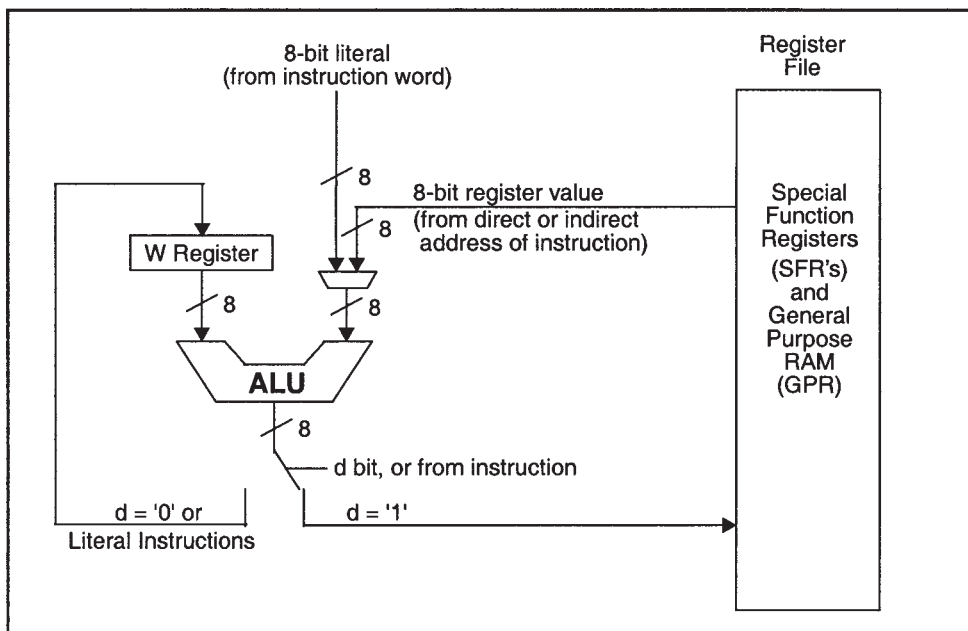 8-bit literal
(from instruction word)
Register
File
8
8-bit register value
(from direct or indirect
address of instruction)
8
W Register
8
8
ALU
8
d bit, or from instruction
d = '0' or
Literal Instructions
d = '1'
Special
Function
Registers
(SFR's)
and
General
Purpose
RAM
(GPR)